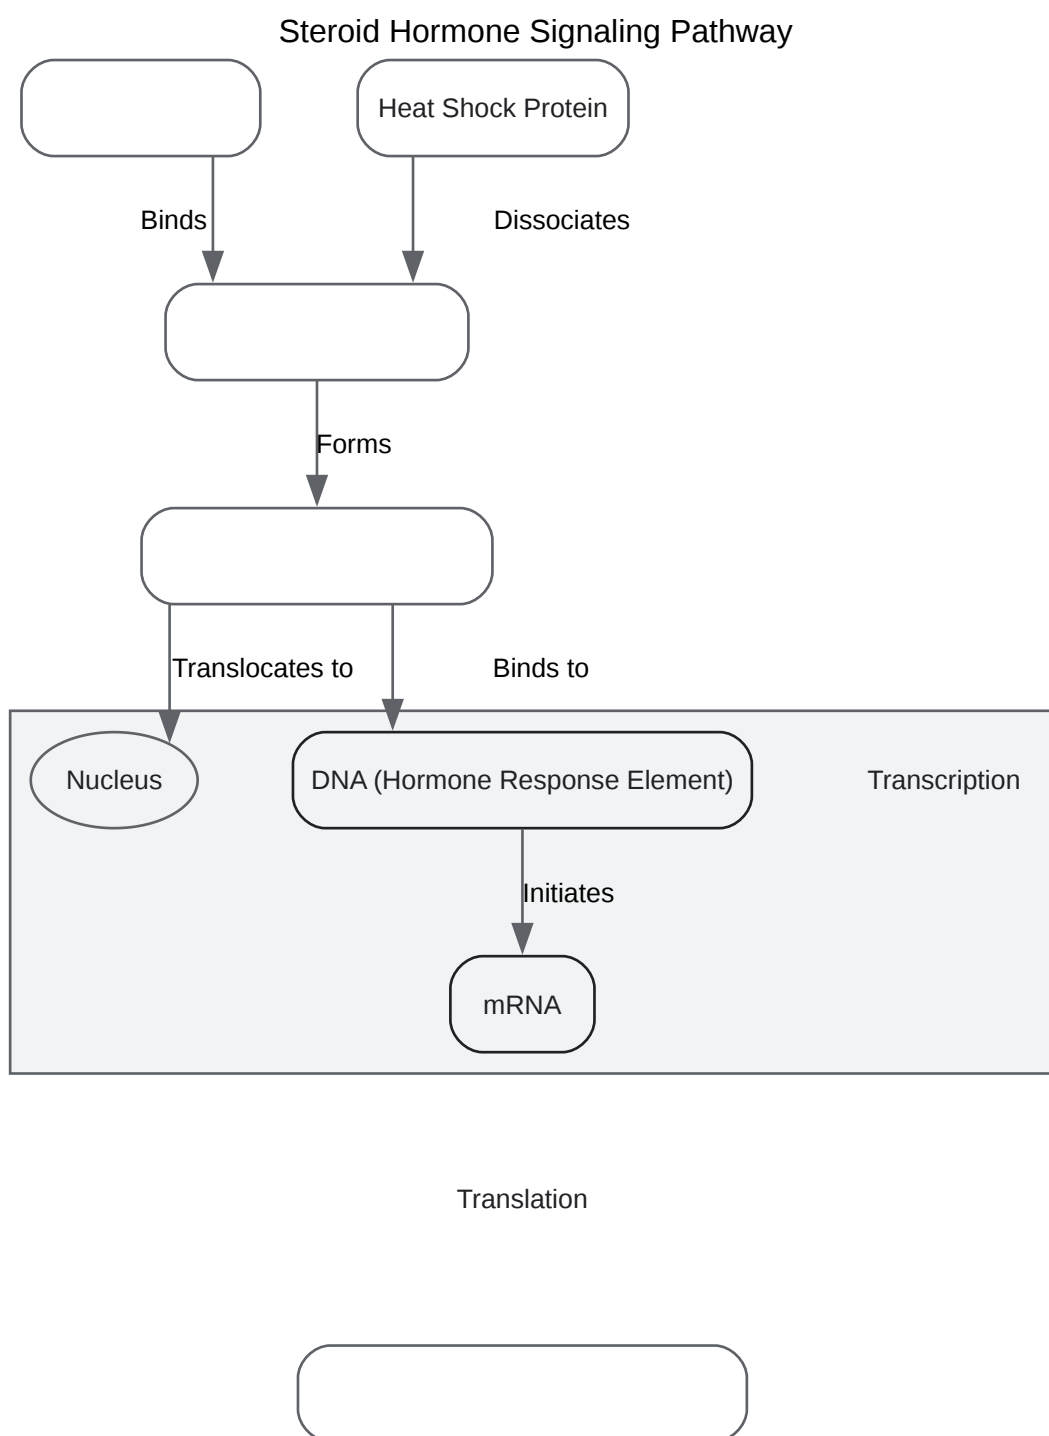 Steroid Hormone Signaling Pathway
Heat Shock Protein
Binds
Dissociates
Forms
Translocates to
Binds to
Nucleus
DNA (Hormone Response Element)
Transcription
Initiates
mRNA
Translation